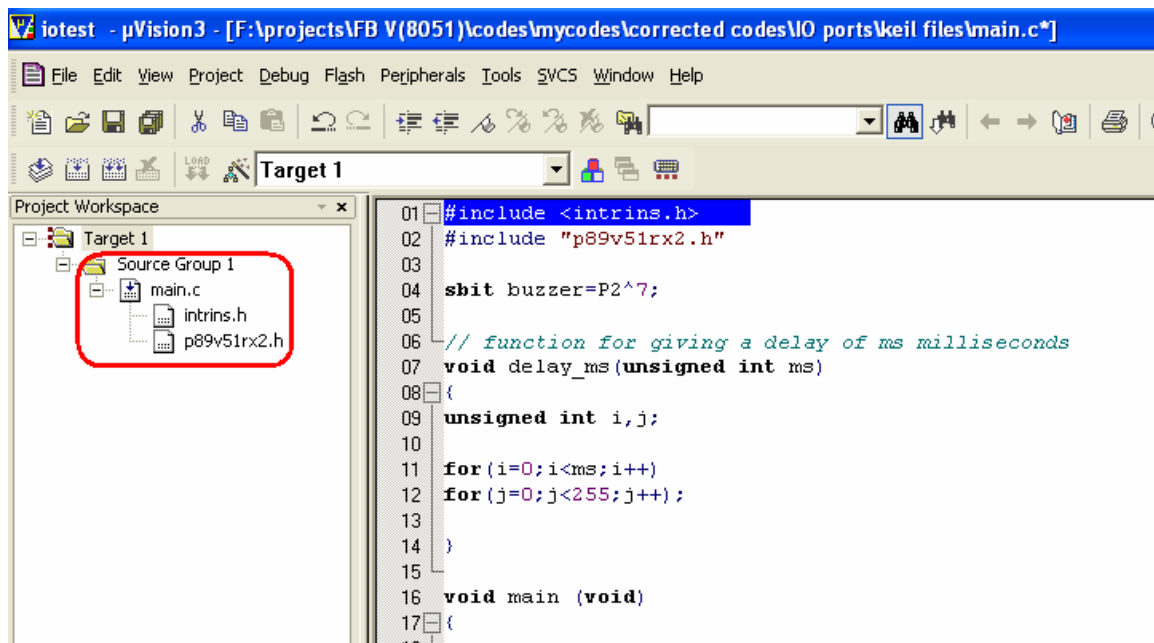 iotest - µVision3 - [F:\projects\FB V(8051)\codes\mycodes\corrected codes\IO ports\keil files\main.c*]
File Edit View Project Debug Flash Peripherals Tools SVCS Window Help
LOAD
Target 1
Project Workspace
Target 1
Source Group 1
main.c
intrins.h
p89v51rx2.h
01 #include <intrins.h>
02 #include "p89v51rx2.h"
03
04 sbit buzzer=P2^7;
05
06 // function for giving a delay of ms milliseconds
07 void delay_ms(unsigned int ms)
08 {
09 unsigned int i,j;
10
11 for(i=0;i<ms;i++)
12 for(j=0;j<255;j++);
13
14 }
15
16 void main (void)
17 {